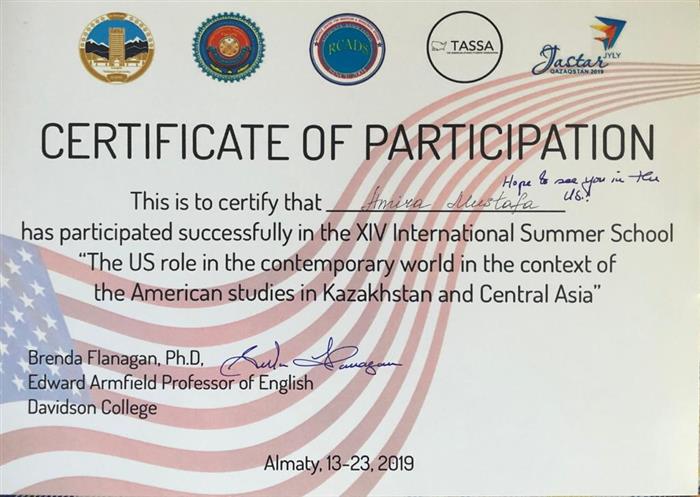 RCADS
TASSA
Jastar
JYLY
QAZAQSTAN 2019
CERTIFICATE OF PARTICIPATION
Hope to see you in the
US!
This is to certify that Amira Mustafa
has participated successfully in the XIV International Summer School
“The US role in the contemporary world in the context of
the American studies in Kazakhstan and Central Asia”
Brenda Flanagan, Ph.D,
Edward Armfield Professor of English
Davidson College
Almaty, 13-23, 2019